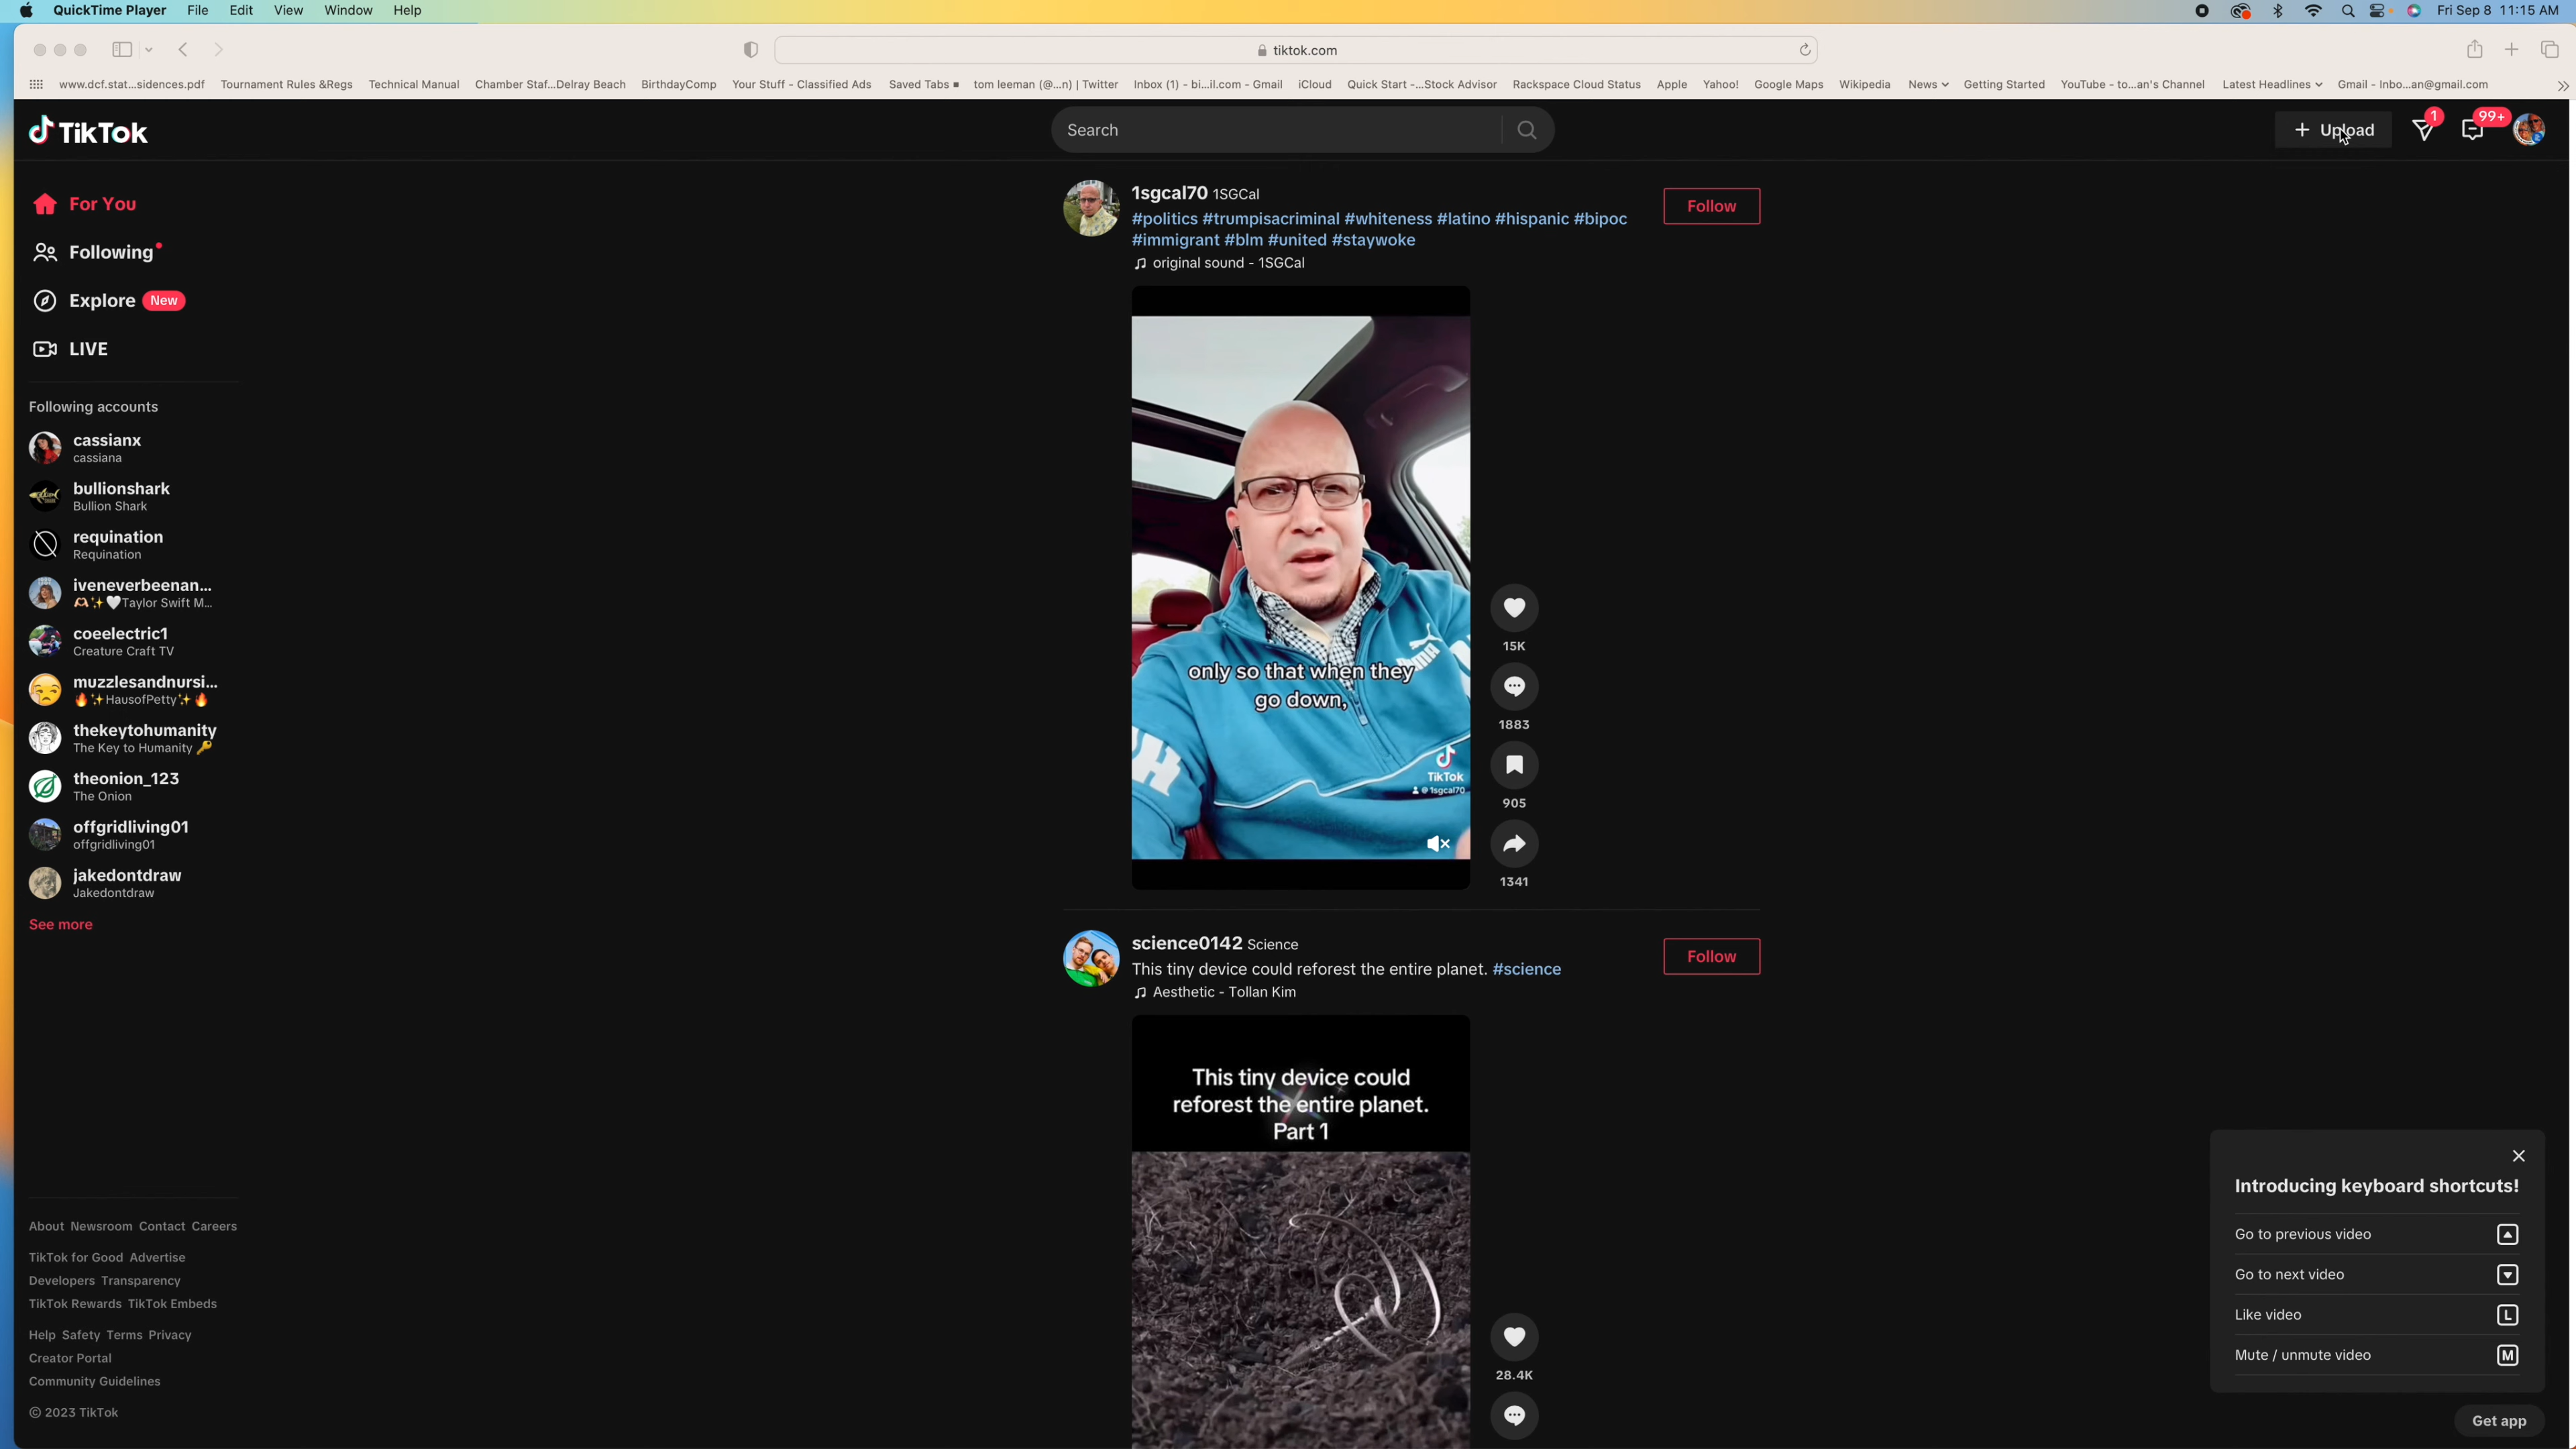 QuickTime Player File Edit View Window Help Fri Sep 8 11:15 AM
tiktok.com
www.dcf.stat...sidences.pdf Tournament Rules &Regs Technical Manual Chamber Staf...Delray Beach BirthdayComp Your Stuff - Classified Ads Saved Tabs tom leeman (@...n) | Twitter Inbox (1) - bi...il.com - Gmail iCloud Quick Start -...Stock Advisor Rackspace Cloud Status Apple Yahoo! Google Maps Wikipedia News Getting Started YouTube - to...an's Channel Latest Headlines Gmail - Inbo...an@gmail.com
TikTok
Search
Upload
1
99+
For You
Following
Explore New
LIVE
Following accounts
cassianx
cassiana
bullionshark
Bullion Shark
requination
Requination
iveneverbeenan...
🫶🏻✨🤍Taylor Swift M...
coeelectric1
Creature Craft TV
muzzlesandnursi...
🔥✨HausofPetty✨🔥
thekeytohumanity
The Key to Humanity 🔑
theonion_123
The Onion
offgridliving01
offgridliving01
jakedontdraw
Jakedontdraw
See more
About Newsroom Contact Careers
TikTok for Good Advertise
Developers Transparency
TikTok Rewards TikTok Embeds
Help Safety Terms Privacy
Creator Portal
Community Guidelines
© 2023 TikTok
1sgcal70 1SGCal
Follow
#politics #trumpisacriminal #whiteness #latino #hispanic #bipoc
#immigrant #blm #united #staywoke
original sound - 1SGCal
only so that when they
go down,
TikTok
@1sgcal70
15K
1883
905
1341
science0142 Science
Follow
This tiny device could reforest the entire planet. #science
Aesthetic - Tollan Kim
This tiny device could
reforest the entire planet.
Part 1
28.4K
Introducing keyboard shortcuts!
Go to previous video
Go to next video
Like video L
Mute / unmute video M
Get app